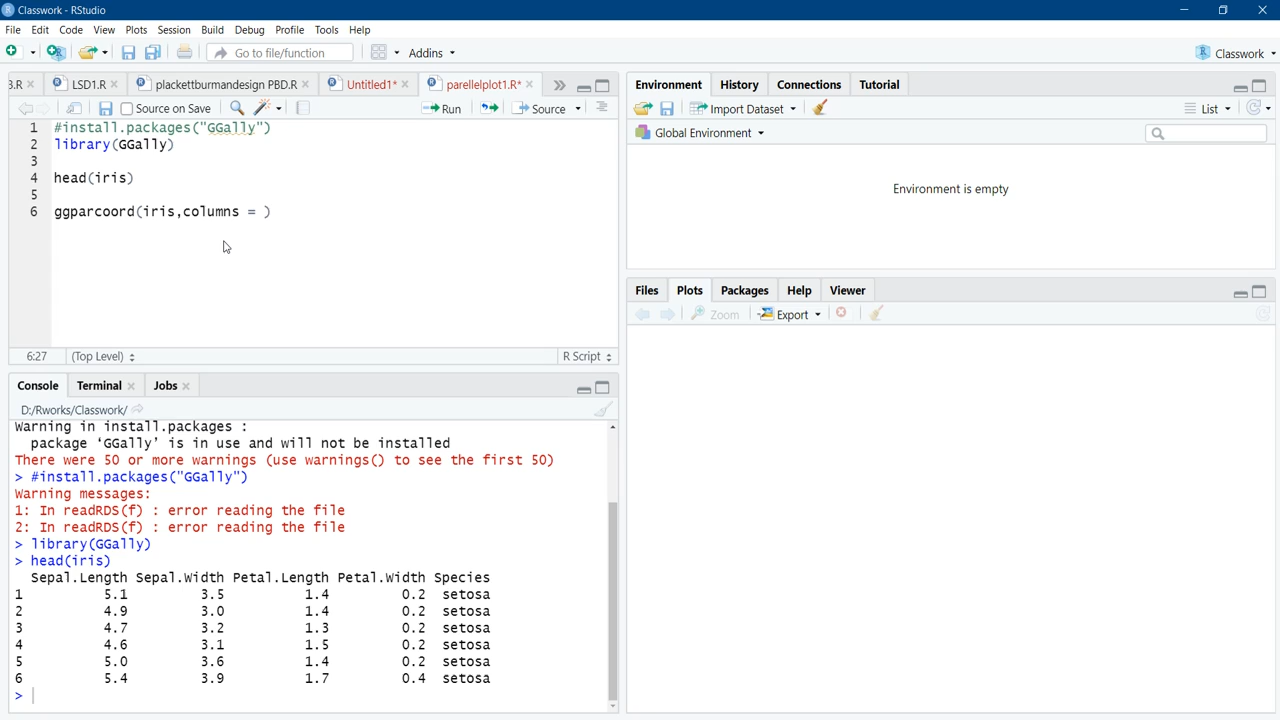 Classwork - RStudio
File Edit Code View Plots Session Build Debug Profile Tools Help
Go to file/function Addins Classwork
3.R LSD1.R plackettburmandesign PBD.R Untitled1* parellelplot1.R*
Source on Save Run Source
1 #install.packages("GGally")
2 library(GGally)
3
4 head(iris)
5
6 ggparcoord(iris,columns = )
6:27 (Top Level) R Script
Console Terminal Jobs
D:/Rworks/Classwork/
Warning in install.packages :
package ‘GGally’ is in use and will not be installed
There were 50 or more warnings (use warnings() to see the first 50)
> #install.packages("GGally")
Warning messages:
1: In readRDS(f) : error reading the file
2: In readRDS(f) : error reading the file
> library(GGally)
> head(iris)
Sepal.Length Sepal.Width Petal.Length Petal.Width Species
1 5.1 3.5 1.4 0.2 setosa
2 4.9 3.0 1.4 0.2 setosa
3 4.7 3.2 1.3 0.2 setosa
4 4.6 3.1 1.5 0.2 setosa
5 5.0 3.6 1.4 0.2 setosa
6 5.4 3.9 1.7 0.4 setosa
>
Environment History Connections Tutorial
Import Dataset List
Global Environment
Environment is empty
Files Plots Packages Help Viewer
Zoom Export